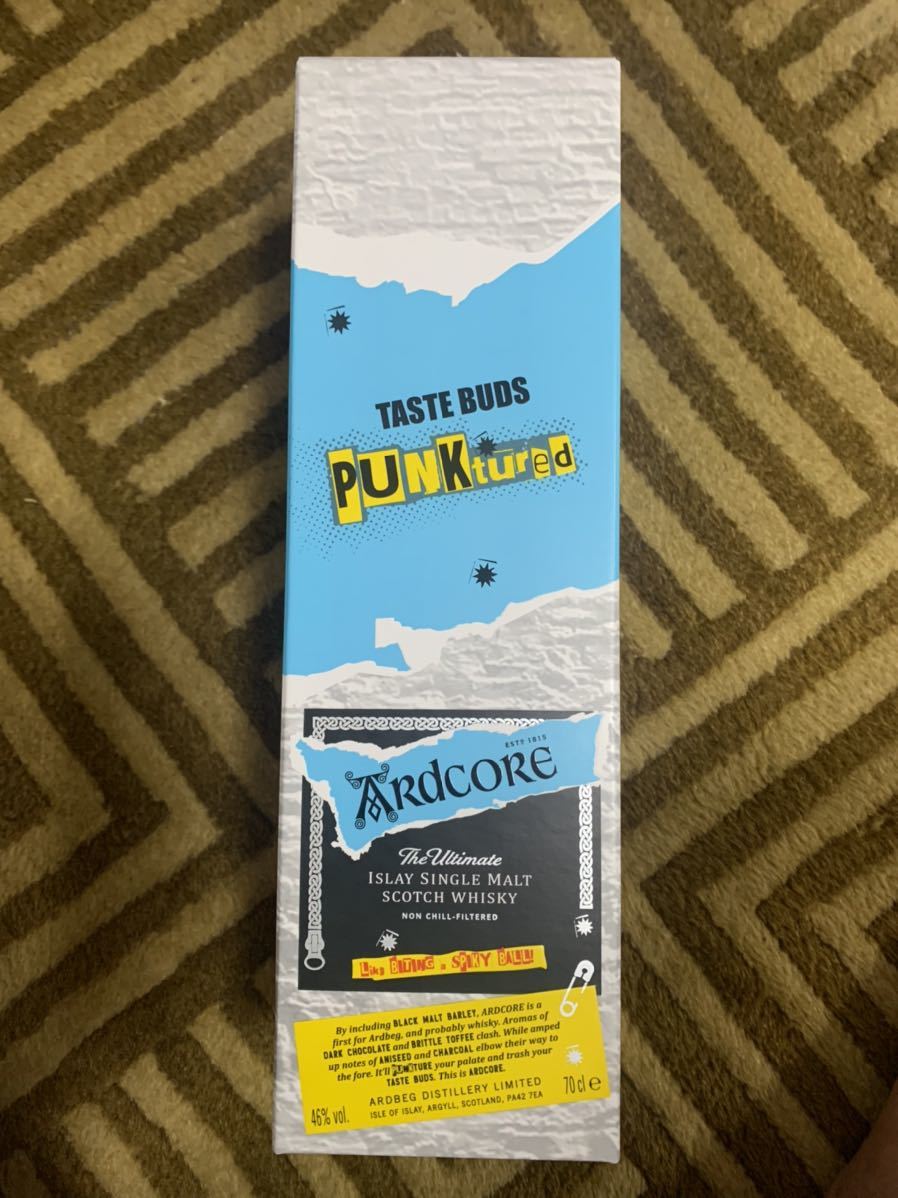 TASTE BUDS
PUNKtured
ESTD 1815
ARDCORE
The Ultimate
ISLAY SINGLE MALT
SCOTCH WHISKY
NON CHILL-FILTERED
LIKE BITING a SPIKY BALL!
By including BLACK MALT BARLEY, ARDCORE is a
first for Ardbeg, and probably whisky. Aromas of
DARK CHOCOLATE and BRITTLE TOFFEE clash. While amped
up notes of ANISEED and CHARCOAL elbow their way to
the fore. It'll PUNKTURE your palate and trash your
TASTE BUDS. This is ARDCORE.
ARDBEG DISTILLERY LIMITED
ISLE OF ISLAY, ARGYLL, SCOTLAND, PA42 7EA
46% vol.
70 cl e